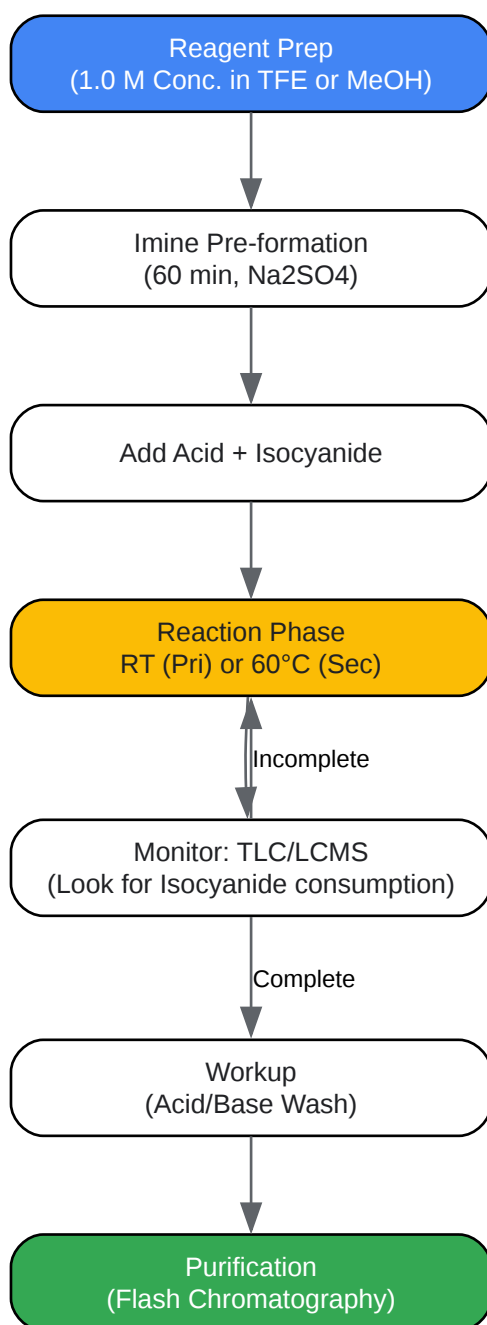 Reagent Prep
(1.0 M Conc. in TFE or MeOH)
Imine Pre-formation
(60 min, Na2SO4)
Add Acid + Isocyanide
Reaction Phase
RT (Pri) or 60°C (Sec)
Incomplete
Monitor: TLC/LCMS
(Look for Isocyanide consumption)
Complete
Workup
(Acid/Base Wash)
Purification
(Flash Chromatography)